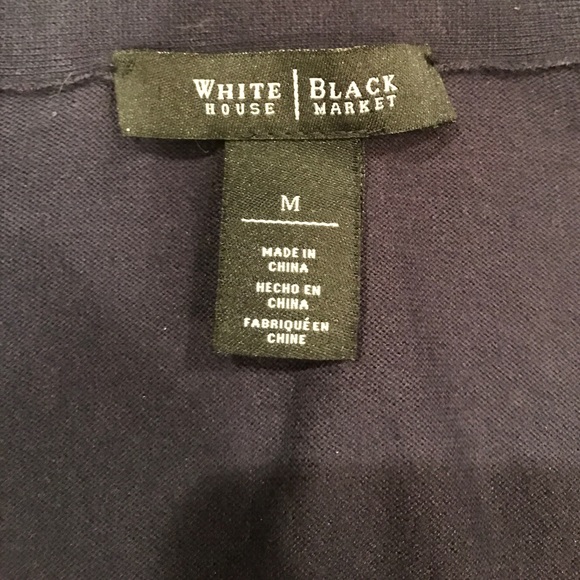 WHITE | BLACK
HOUSE | MARKET
M
MADE IN
CHINA
HECHO EN
CHINA
FABRIQUÉ EN
CHINE